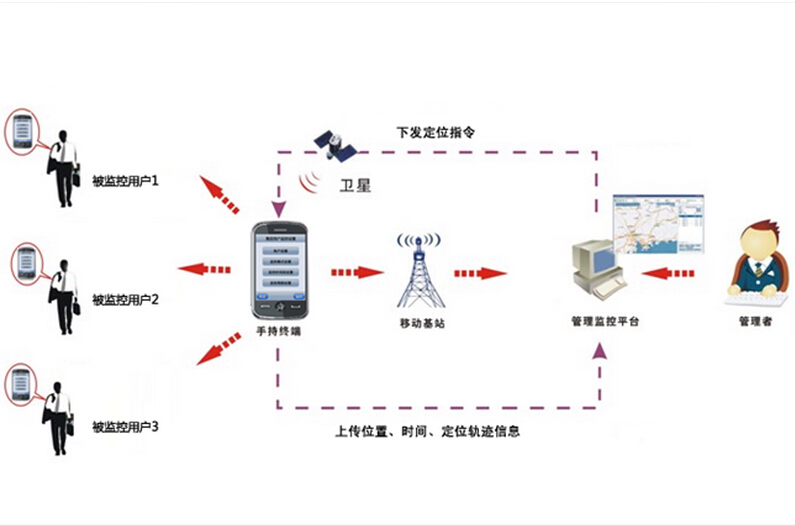 下发定位指令
卫星
被监控用户1
被监控用户2
被监控用户3
手持终端
移动基站
管理监控平台
管理者
上传位置、时间、定位轨迹信息